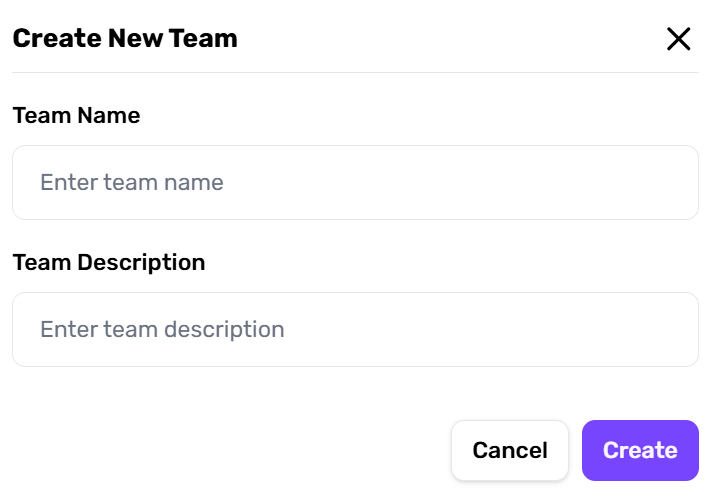 Create New Team
Team Name
Enter team name
Team Description
Enter team description
Cancel Create